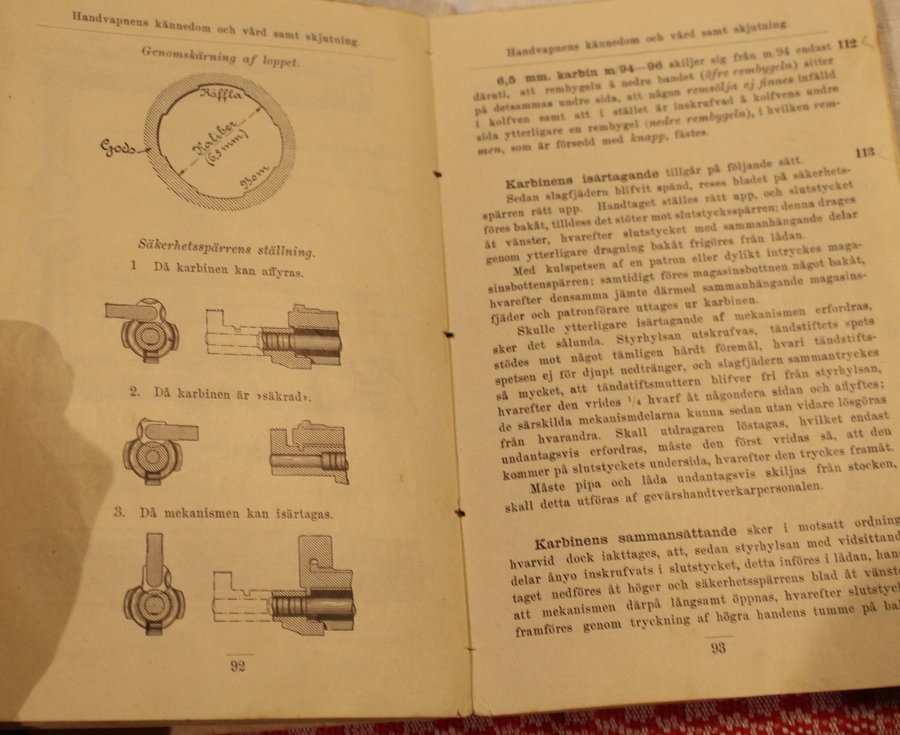 Handvapnens kännedom och vård samt skjutning.
Genomskärning af loppet.
Räffla
Gods
Kaliber
(6,5 mm)
Bom
Säkerhetsspärrens ställning.
1 Då karbinen kan affyras.
2. Då karbinen är ›säkrad›.
3. Då mekanismen kan isärtagas.
92
Handvapnens kännedom och vård samt skjutning.
6,5 mm. karbin m/94—96 skiljer sig från m/94 endast 112
däruti, att rembygeln å nedre bandet (öfre rembygeln) sitter
på detsammas undre sida, att någon remsölja ej finnes infälld
i kolfven samt att i stället är inskrufvad å kolfvens undre
sida ytterligare en rembygel (nedre rembygeln), i hvilken rem-
men, som är försedd med knapp, fästes.
Karbinens isärtagande tillgår på följande sätt. 113
Sedan slagfjädern blifvit spänd, reses bladet på säkerhets-
spärren rätt upp. Handtaget ställes rätt upp, och slutstycket
föres bakåt, tilldess det stöter mot slutstycksspärren; denna drages
åt vänster, hvarefter slutstycket med sammanhängande delar
genom ytterligare dragning bakåt frigöres från lådan.
Med kulspetsen af en patron eller dylikt intryckes maga-
sinsbottenspärren; samtidigt föres magasinsbottnen något bakåt,
hvarefter densamma jämte därmed sammanhängande magasins-
fjäder och patronförare uttages ur karbinen.
Skulle ytterligare isärtagande af mekanismen erfordras,
sker det sålunda. Styrhylsan utskrufvas, tändstiftets spets
stödes mot något tämligen hårdt föremål, hvari tändstifts-
spetsen ej för djupt nedtränger, och slagfjädern sammantryckes
så mycket, att tändstiftsmuttern blifver fri från styrhylsan,
hvarefter den vrides ¼ hvarf åt någondera sidan och aflyftes;
de särskilda mekanismdelarna kunna sedan utan vidare lösgöras
från hvarandra. Skall utdragaren löstagas, hvilket endast
undantagsvis erfordras, måste den först vridas så, att den
kommer på slutstyckets undersida, hvarefter den tryckes framåt.
Måste pipa och låda undantagsvis skiljas från stocken,
skall detta utföras af gevärshandtverkarpersonalen.
Karbinens sammansättande sker i motsatt ordning
hvarvid dock iakttages, att, sedan styrhylsan med vidsittand
delar ånyo inskrufvats i slutstycket, detta införes i lådan, han
taget nedföres åt höger och säkerhetsspärrens blad åt vänste
att mekanismen därpå långsamt öppnas, hvarefter slutstyc
framföres genom tryckning af högra handens tumme på ba
93